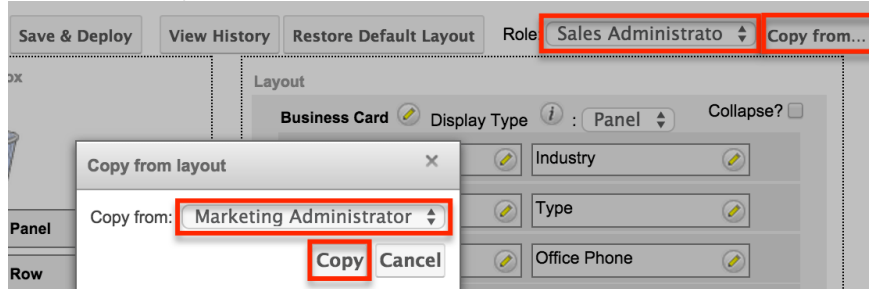 Save & Deploy View History Restore Default Layout Role: Sales Administrato Copy from...
ox
Layout
Business Card Display Type i : Panel Collapse?
Copy from layout ×
Industry
Copy from: Marketing Administrator
Type
Panel
Copy Cancel
Office Phone
Row